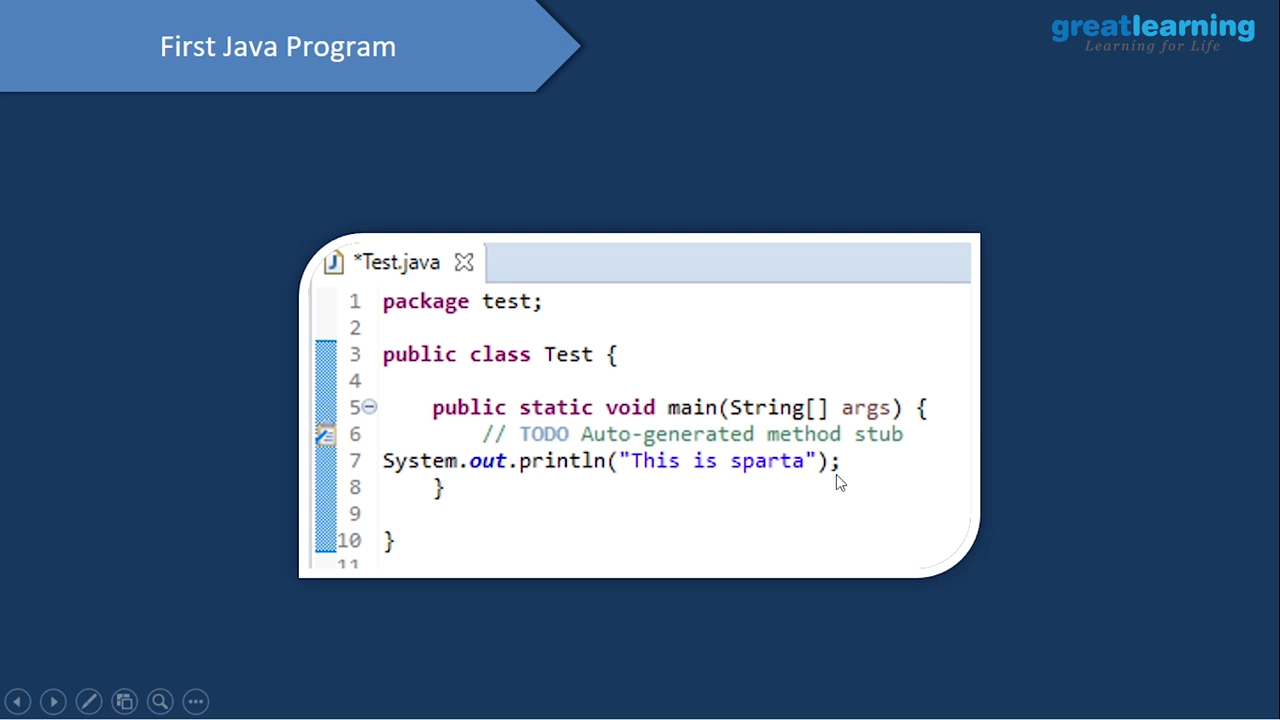 First Java Program
greatlearning
Learning for Life
*Test.java
1 package test;
2
3 public class Test {
4
5 public static void main(String[] args) {
6 // TODO Auto-generated method stub
7 System.out.println("This is sparta");
8 }
9
10 }
11